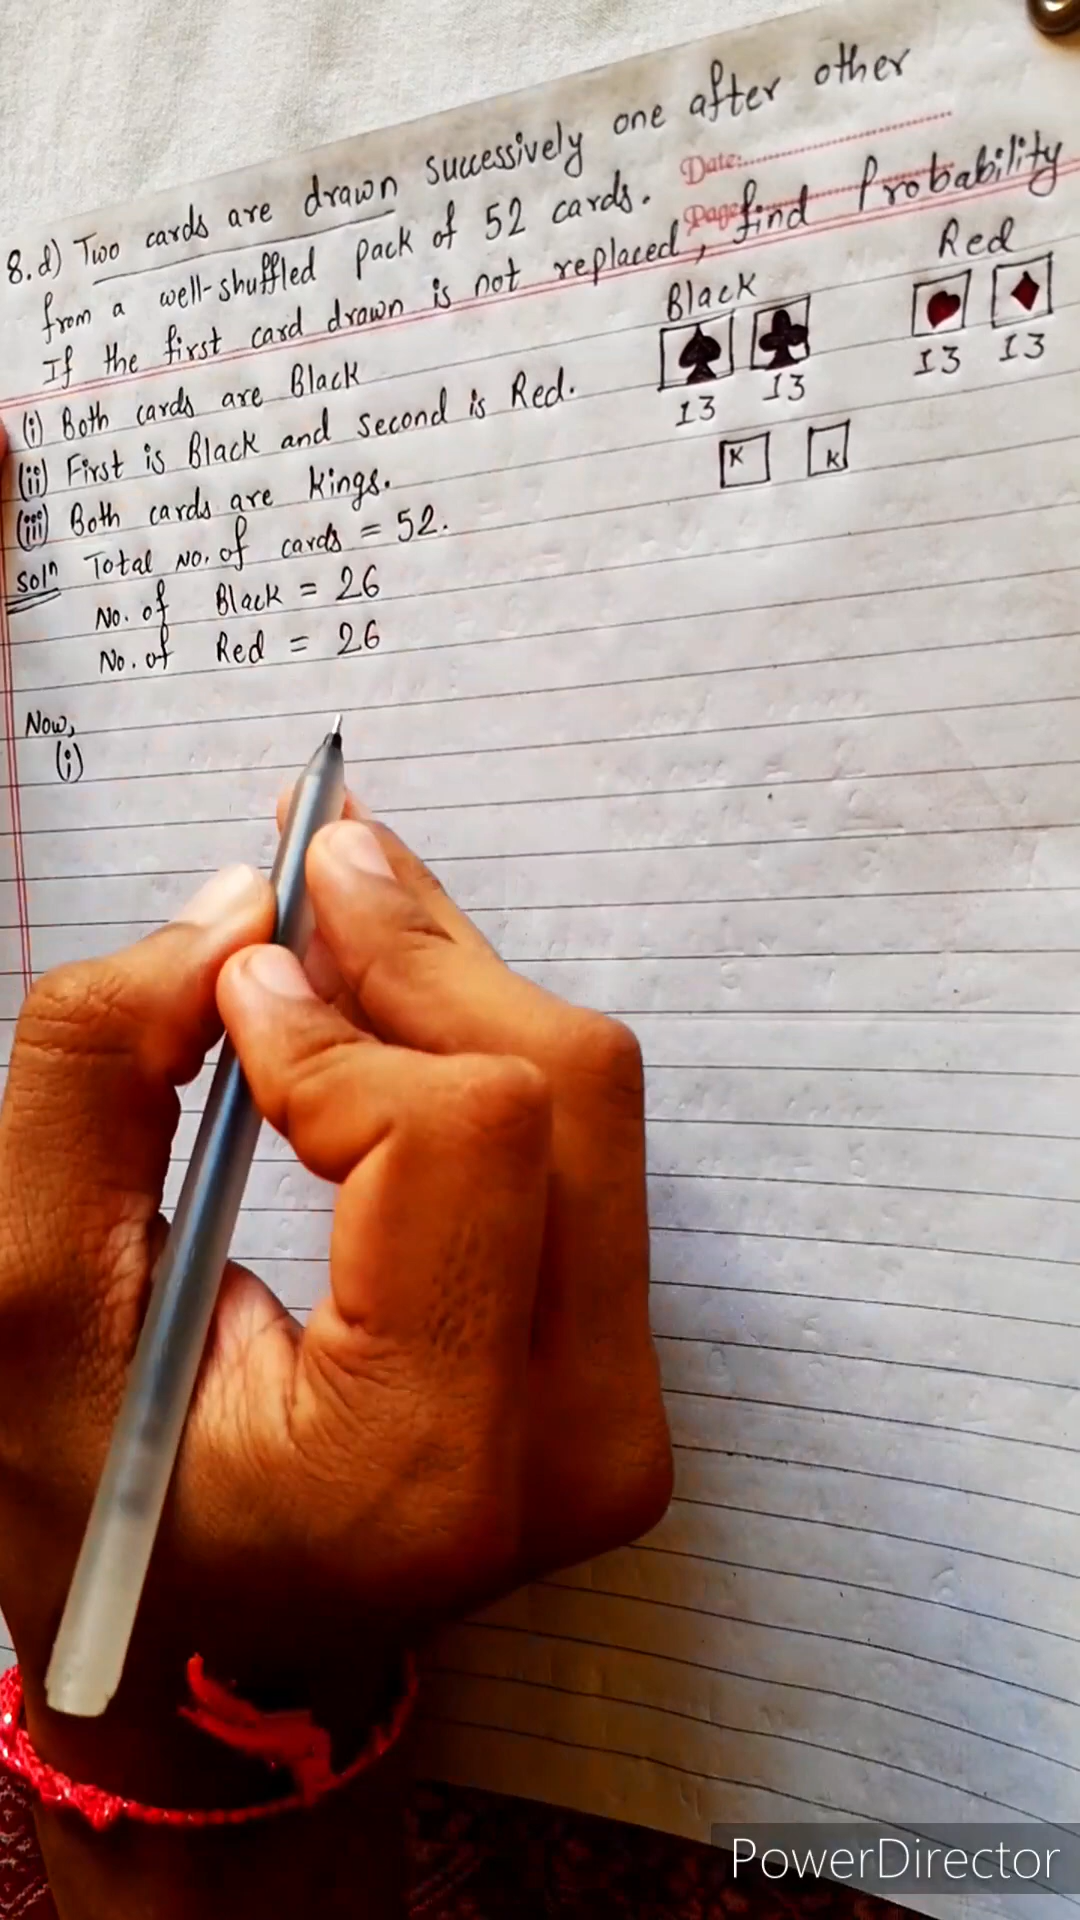 8.d) Two cards are drawn successively one after other
from a well-shuffled pack of 52 cards.
Date:
Page
If the first card drawn is not replaced, find Probability
(i) Both cards are Black
(ii) First is Black and second is Red.
(iii) Both cards are Kings.
Black
Red
13 13
13 13
K K
Soln Total No. of cards = 52.
No. of Black = 26
No. of Red = 26
Now,
(i)
PowerDirector